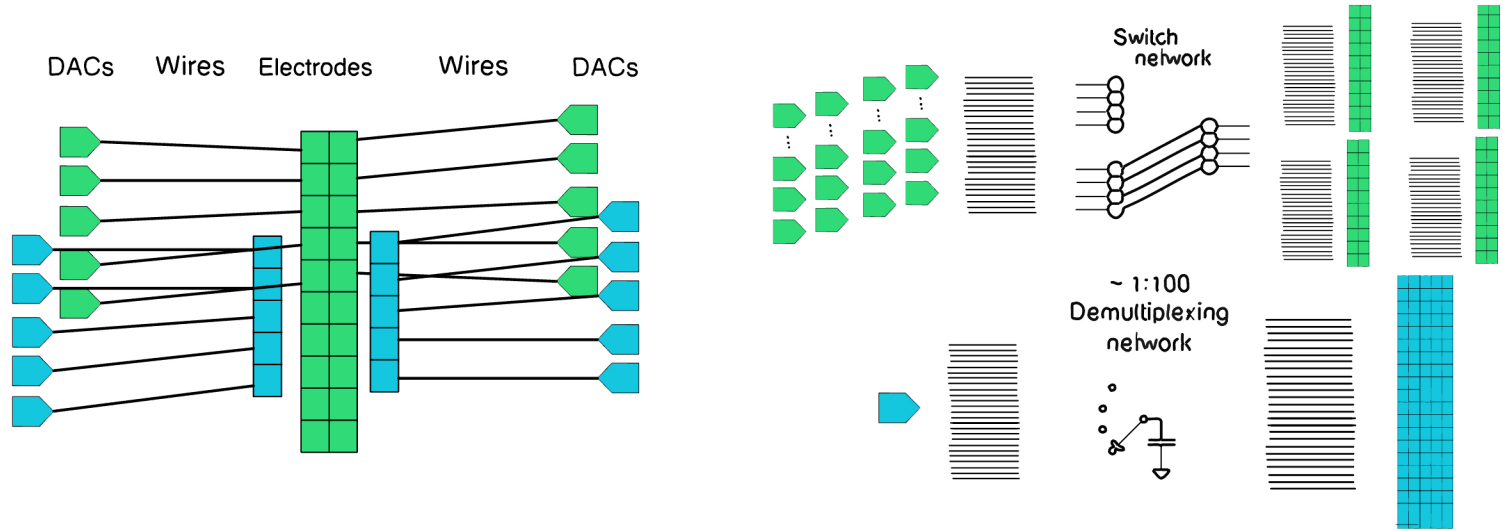 DACs Wires Electrodes Wires DACs
Switch
network
~ 1:100
Demultiplexing
network